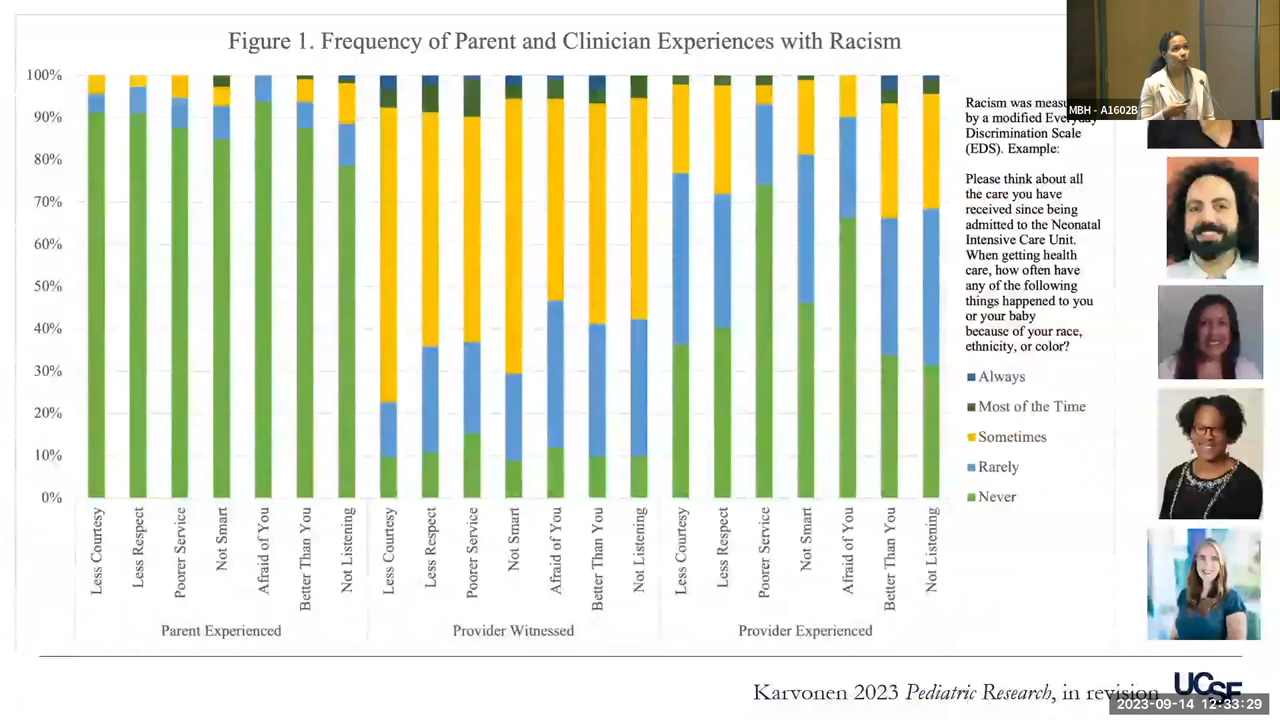 Figure 1. Frequency of Parent and Clinician Experiences with Racism
100%
90%
80%
70%
60%
50%
40%
30%
20%
10%
0%
Less Courtesy
Less Respect
Poorer Service
Not Smart
Afraid of You
Better Than You
Not Listening
Less Courtesy
Less Respect
Poorer Service
Not Smart
Afraid of You
Better Than You
Not Listening
Less Courtesy
Less Respect
Poorer Service
Not Smart
Afraid of You
Better Than You
Not Listening
Parent Experienced
Provider Witnessed
Provider Experienced
MBH - A1602B
Racism was
by a modified Everyday
Discrimination Scale
(EDS). Example:
Please think about all
the care you have
received since being
admitted to the Neonatal
Intensive Care Unit.
When getting health
care, how often have
any of the following
things happened to you
or your baby
because of your race,
ethnicity, or color?
Always
Most of the Time
Sometimes
Rarely
Never
Karvonen 2023 Pediatric Research, in revision
UCSF
2023-09-14 12:33:29